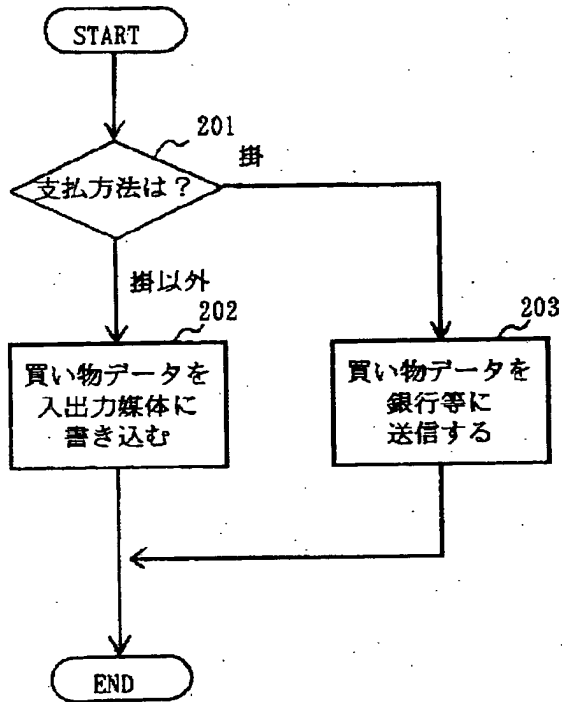 START
201
支払方法は？
掛
掛以外
202
買い物データを
入出力媒体に
書き込む
203
買い物データを
銀行等に
送信する
END